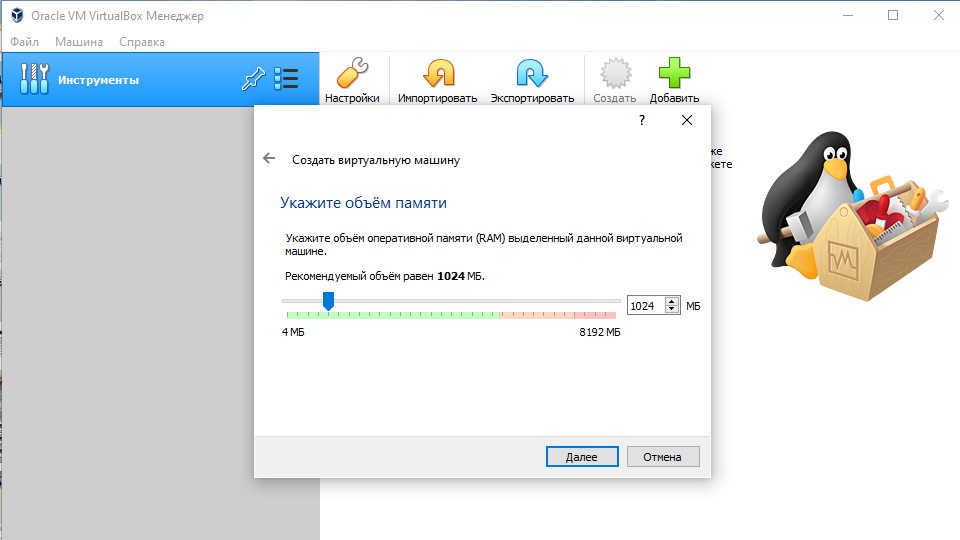 Oracle VM VirtualBox Менеджер
Файл Машина Справка
Инструменты
Настройки Импортировать Экспортировать Создать Добавить
?
Создать виртуальную машину
Укажите объём памяти
Укажите объём оперативной памяти (RAM) выделенный данной виртуальной
машине.
Рекомендуемый объём равен 1024 МБ.
1024 МБ
4 МБ 8192 МБ
Далее Отмена